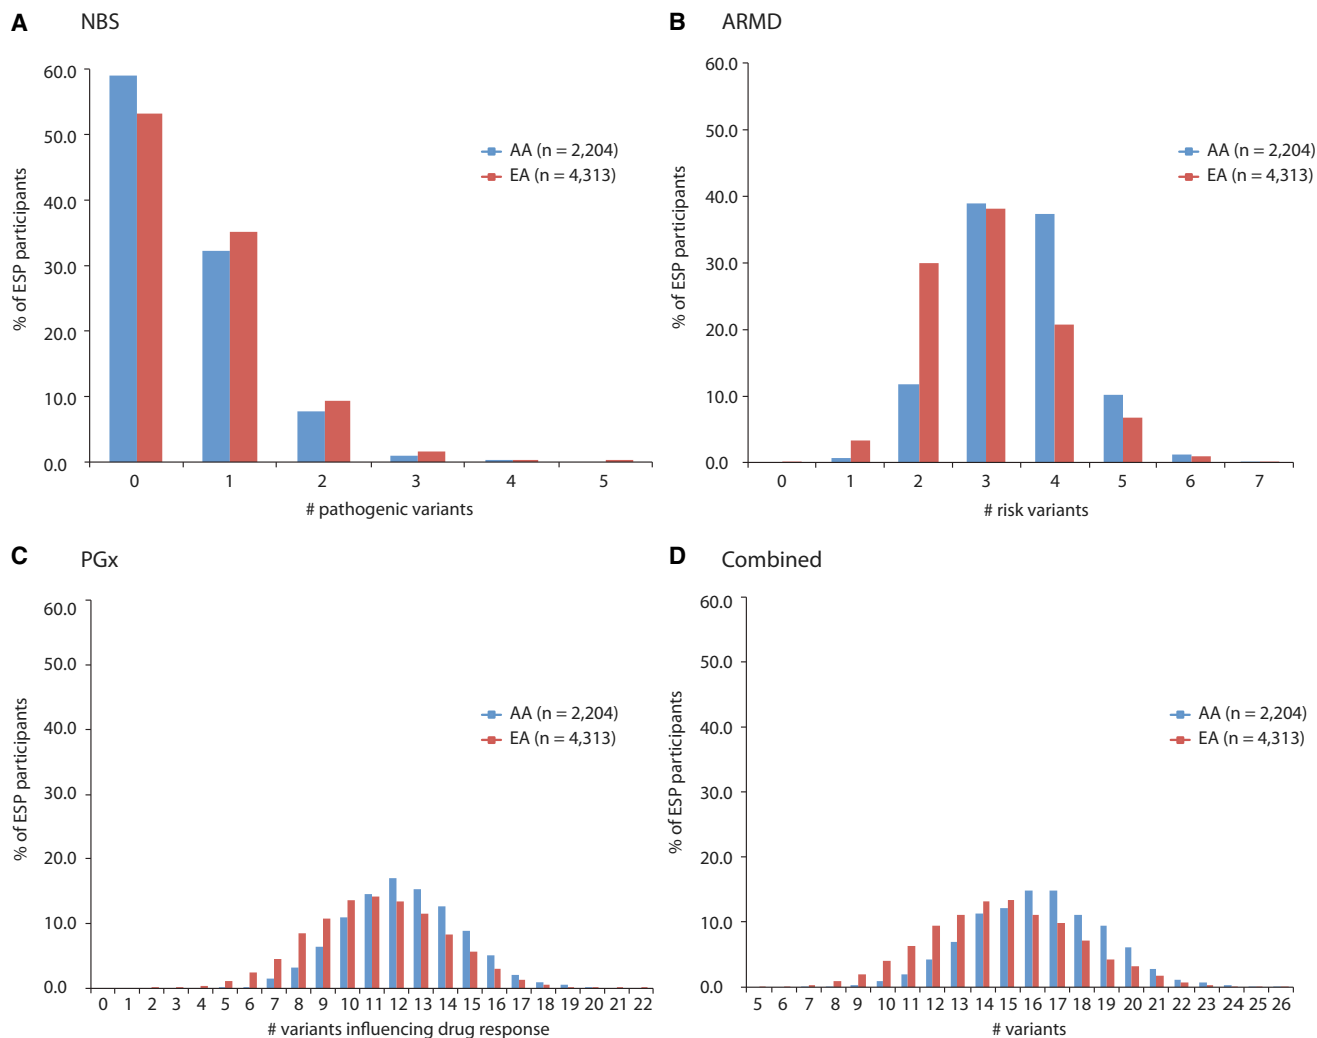 A NBS
60.0
50.0
40.0
30.0
20.0
10.0
0.0
% of ESP participants
AA (n = 2,204)
EA (n = 4,313)
0 1 2 3 4 5
# pathogenic variants
B ARMD
60.0
50.0
40.0
30.0
20.0
10.0
0.0
% of ESP participants
AA (n = 2,204)
EA (n = 4,313)
0 1 2 3 4 5 6 7
# risk variants
C PGx
60.0
50.0
40.0
30.0
20.0
10.0
0.0
% of ESP participants
AA (n = 2,204)
EA (n = 4,313)
0 1 2 3 4 5 6 7 8 9 10 11 12 13 14 15 16 17 18 19 20 21 22
# variants influencing drug response
D Combined
60.0
50.0
40.0
30.0
20.0
10.0
0.0
% of ESP participants
AA (n = 2,204)
EA (n = 4,313)
5 6 7 8 9 10 11 12 13 14 15 16 17 18 19 20 21 22 23 24 25 26
# variants